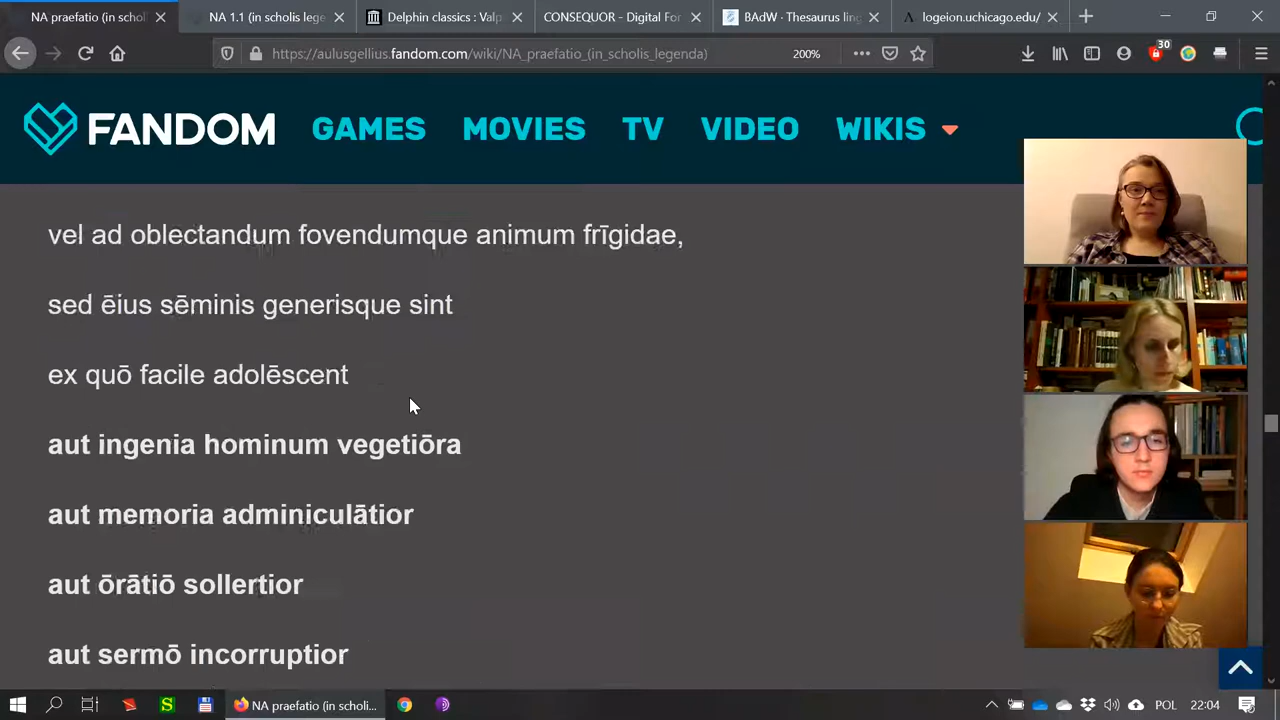 NA praefatio (in schol
NA 1.1 (in scholis lege
Delphin classics : Valp
CONSEQUOR - Digital For
BAdW · Thesaurus ling
logeion.uchicago.edu/
https://aulusgellius.fandom.com/wiki/NA_praefatio_(in_scholis_legenda)
200%
30
FANDOM
GAMES
MOVIES
TV
VIDEO
WIKIS
vel ad oblectandum fovendumque animum frīgidae,
sed ēius sēminis generisque sint
ex quō facile adolēscent
aut ingenia hominum vegetiōra
aut memoria adminiculātior
aut ōrātiō sollertior
aut sermō incorruptior
NA praefatio (in scholi...
POL
22:04